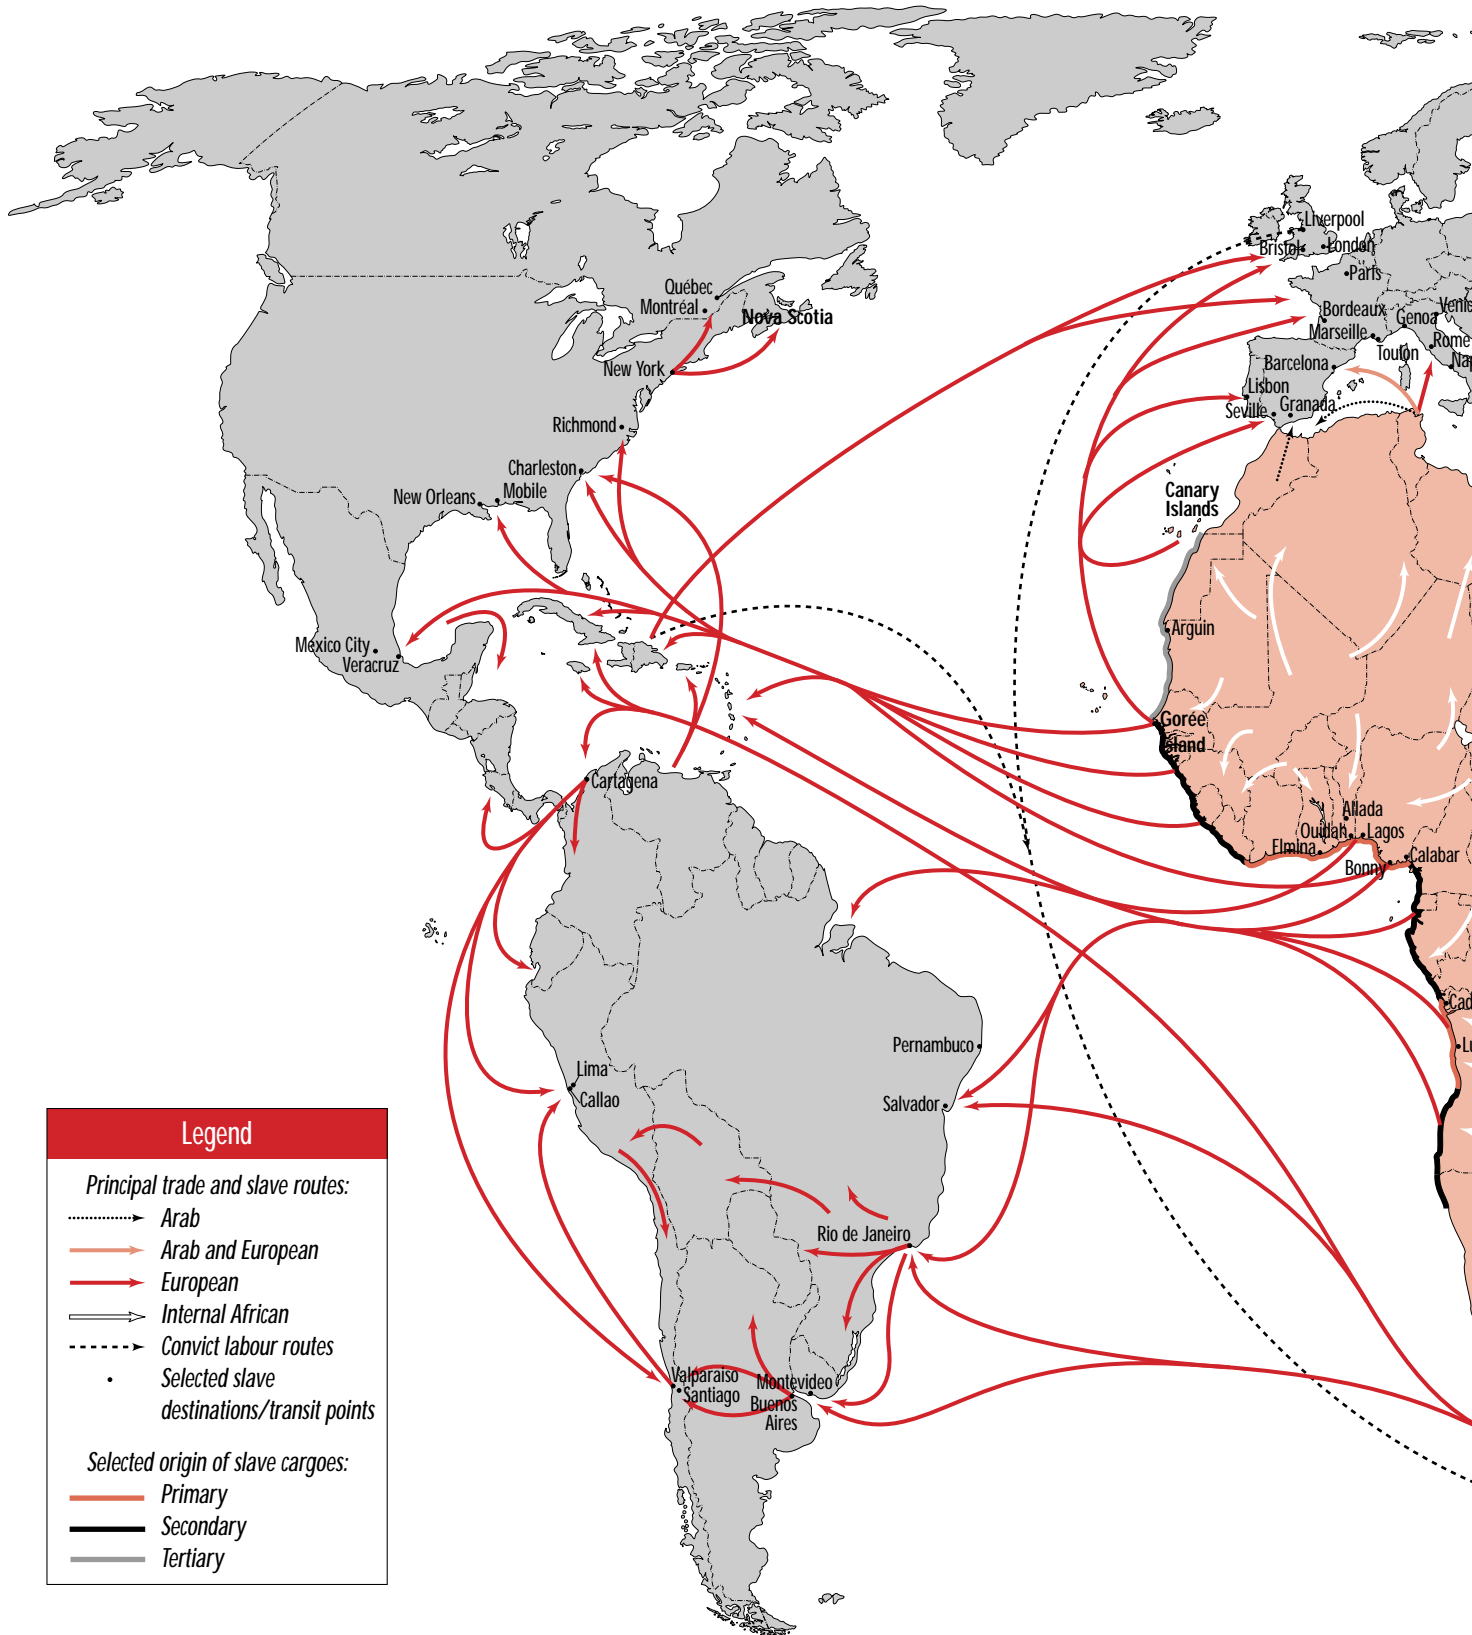 Liverpool
Bristol
London
Paris
Québec
Montréal
Nova Scotia
Bordeaux
Genoa
Marseille
Toulon
Rome
New York
Barcelona
Lisbon
Seville
Granada
Richmond
Charleston
New Orleans
Mobile
Canary
Islands
Arguin
Mexico City
Veracruz
Gorée
Island
Cartagena
Allada
Ouidah
Lagos
Elmina
Bonny
Calabar
Pernambuco
Lima
Callao
Salvador
Rio de Janeiro
Valparaiso
Santiago
Montevideo
Buenos
Aires
Legend
Principal trade and slave routes:
Arab
Arab and European
European
Internal African
Convict labour routes
Selected slave
destinations/transit points
Selected origin of slave cargoes:
Primary
Secondary
Tertiary